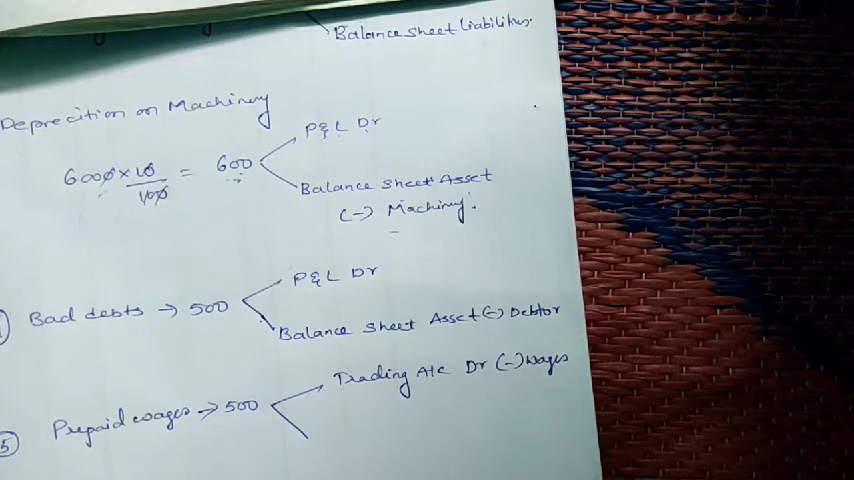 Balance Sheet Liabilities.
Deprecition on Machinery
6000 × 10 / 100 = 600
P&L Dr
Balance Sheet Asset
(-) Machinery.
Bad debts → 500
P&L Dr
Balance Sheet Asset (-) Debtor
5 Prepaid wages → 500
Trading A/c Dr (-) Wages